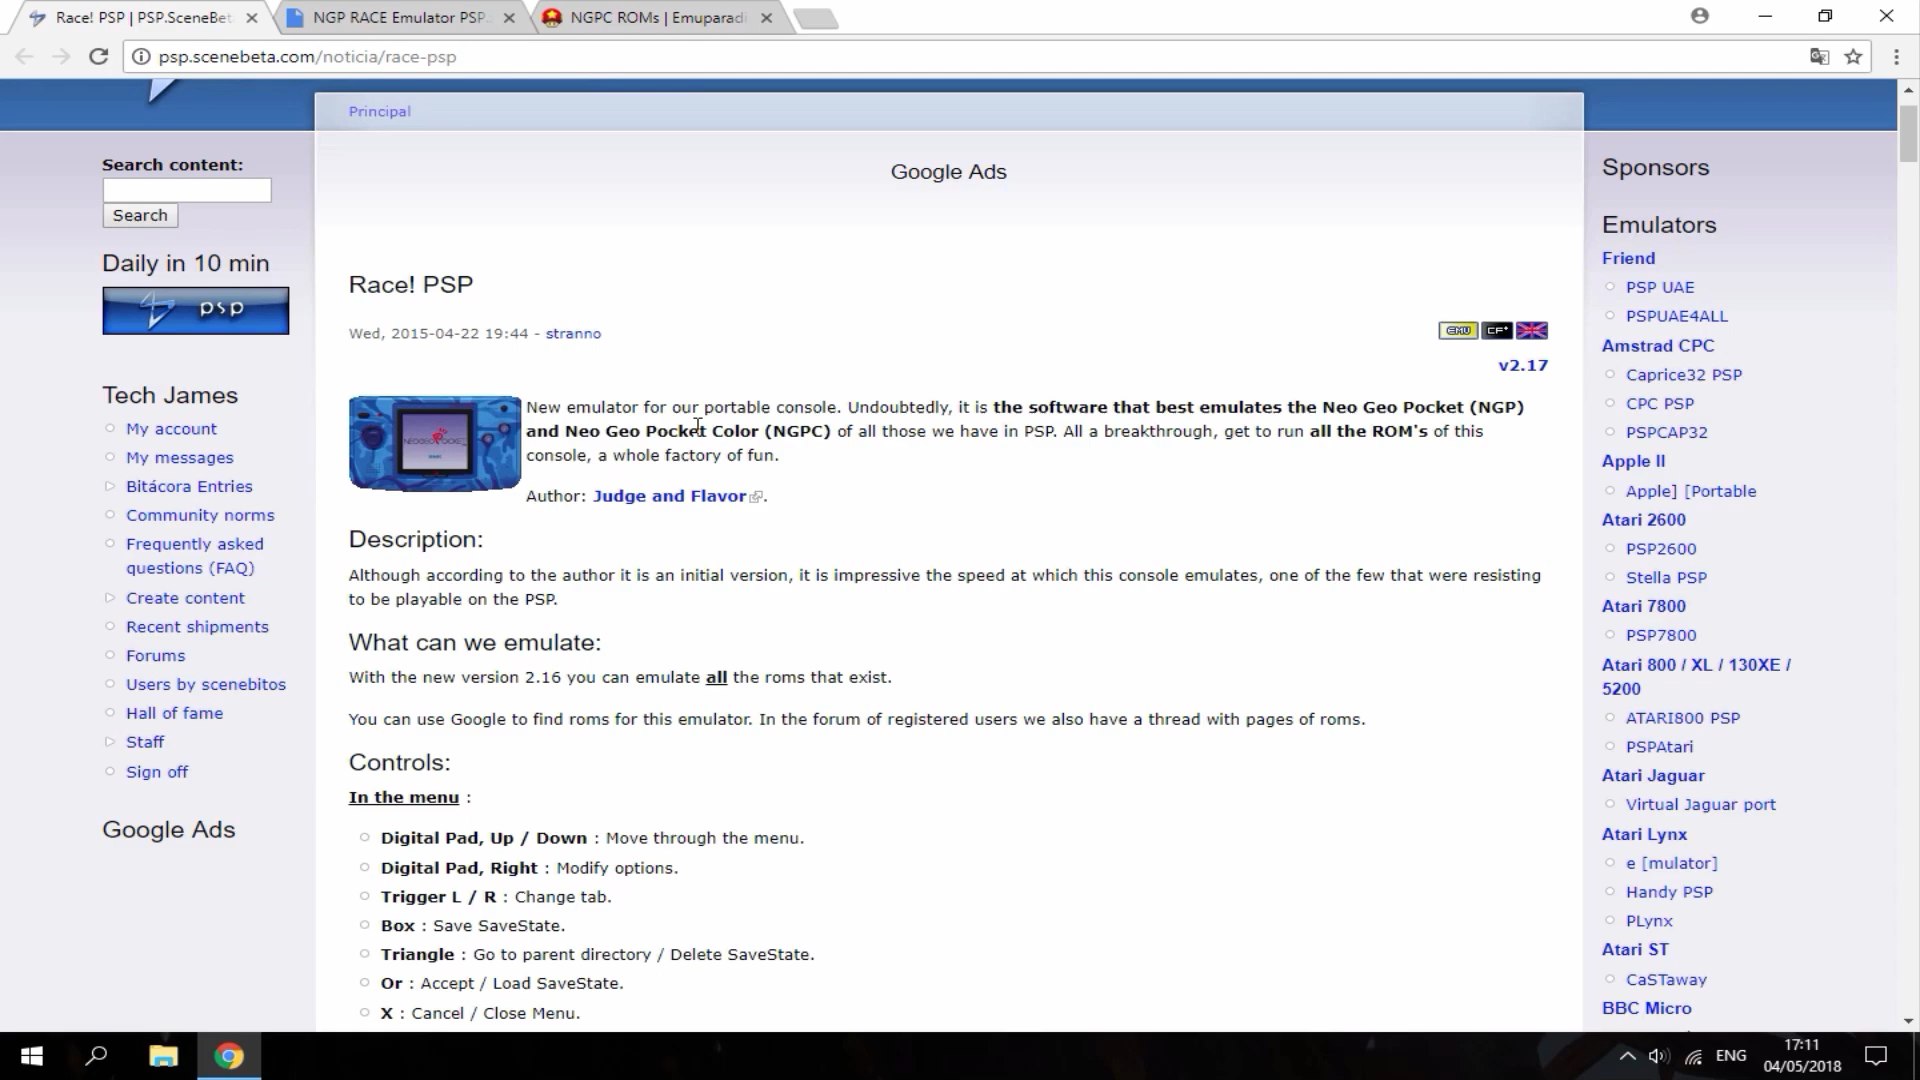 Race! PSP | PSP.SceneBet
NGP RACE Emulator PSP.
NGPC ROMs | Emuparadi
psp.scenebeta.com/noticia/race-psp
Principal
Google Ads
Search content:
Search
Daily in 10 min
psp
Tech James
My account
My messages
Bitácora Entries
Community norms
Frequently asked
questions (FAQ)
Create content
Recent shipments
Forums
Users by scenebitos
Hall of fame
Staff
Sign off
Google Ads
Race! PSP
Wed, 2015-04-22 19:44 - stranno
EMU
CF+
v2.17
New emulator for our portable console. Undoubtedly, it is the software that best emulates the Neo Geo Pocket (NGP)
and Neo Geo Pocket Color (NGPC) of all those we have in PSP. All a breakthrough, get to run all the ROM's of this
console, a whole factory of fun.
Author: Judge and Flavor.
Description:
Although according to the author it is an initial version, it is impressive the speed at which this console emulates, one of the few that were resisting
to be playable on the PSP.
What can we emulate:
With the new version 2.16 you can emulate all the roms that exist.
You can use Google to find roms for this emulator. In the forum of registered users we also have a thread with pages of roms.
Controls:
In the menu :
Digital Pad, Up / Down : Move through the menu.
Digital Pad, Right : Modify options.
Trigger L / R : Change tab.
Box : Save SaveState.
Triangle : Go to parent directory / Delete SaveState.
Or : Accept / Load SaveState.
X : Cancel / Close Menu.
Sponsors
Emulators
Friend
PSP UAE
PSPUAE4ALL
Amstrad CPC
Caprice32 PSP
CPC PSP
PSPCAP32
Apple II
Apple] [Portable
Atari 2600
PSP2600
Stella PSP
Atari 7800
PSP7800
Atari 800 / XL / 130XE /
5200
ATARI800 PSP
PSPAtari
Atari Jaguar
Virtual Jaguar port
Atari Lynx
e [mulator]
Handy PSP
PLynx
Atari ST
CaSTaway
BBC Micro
ENG
17:11
04/05/2018